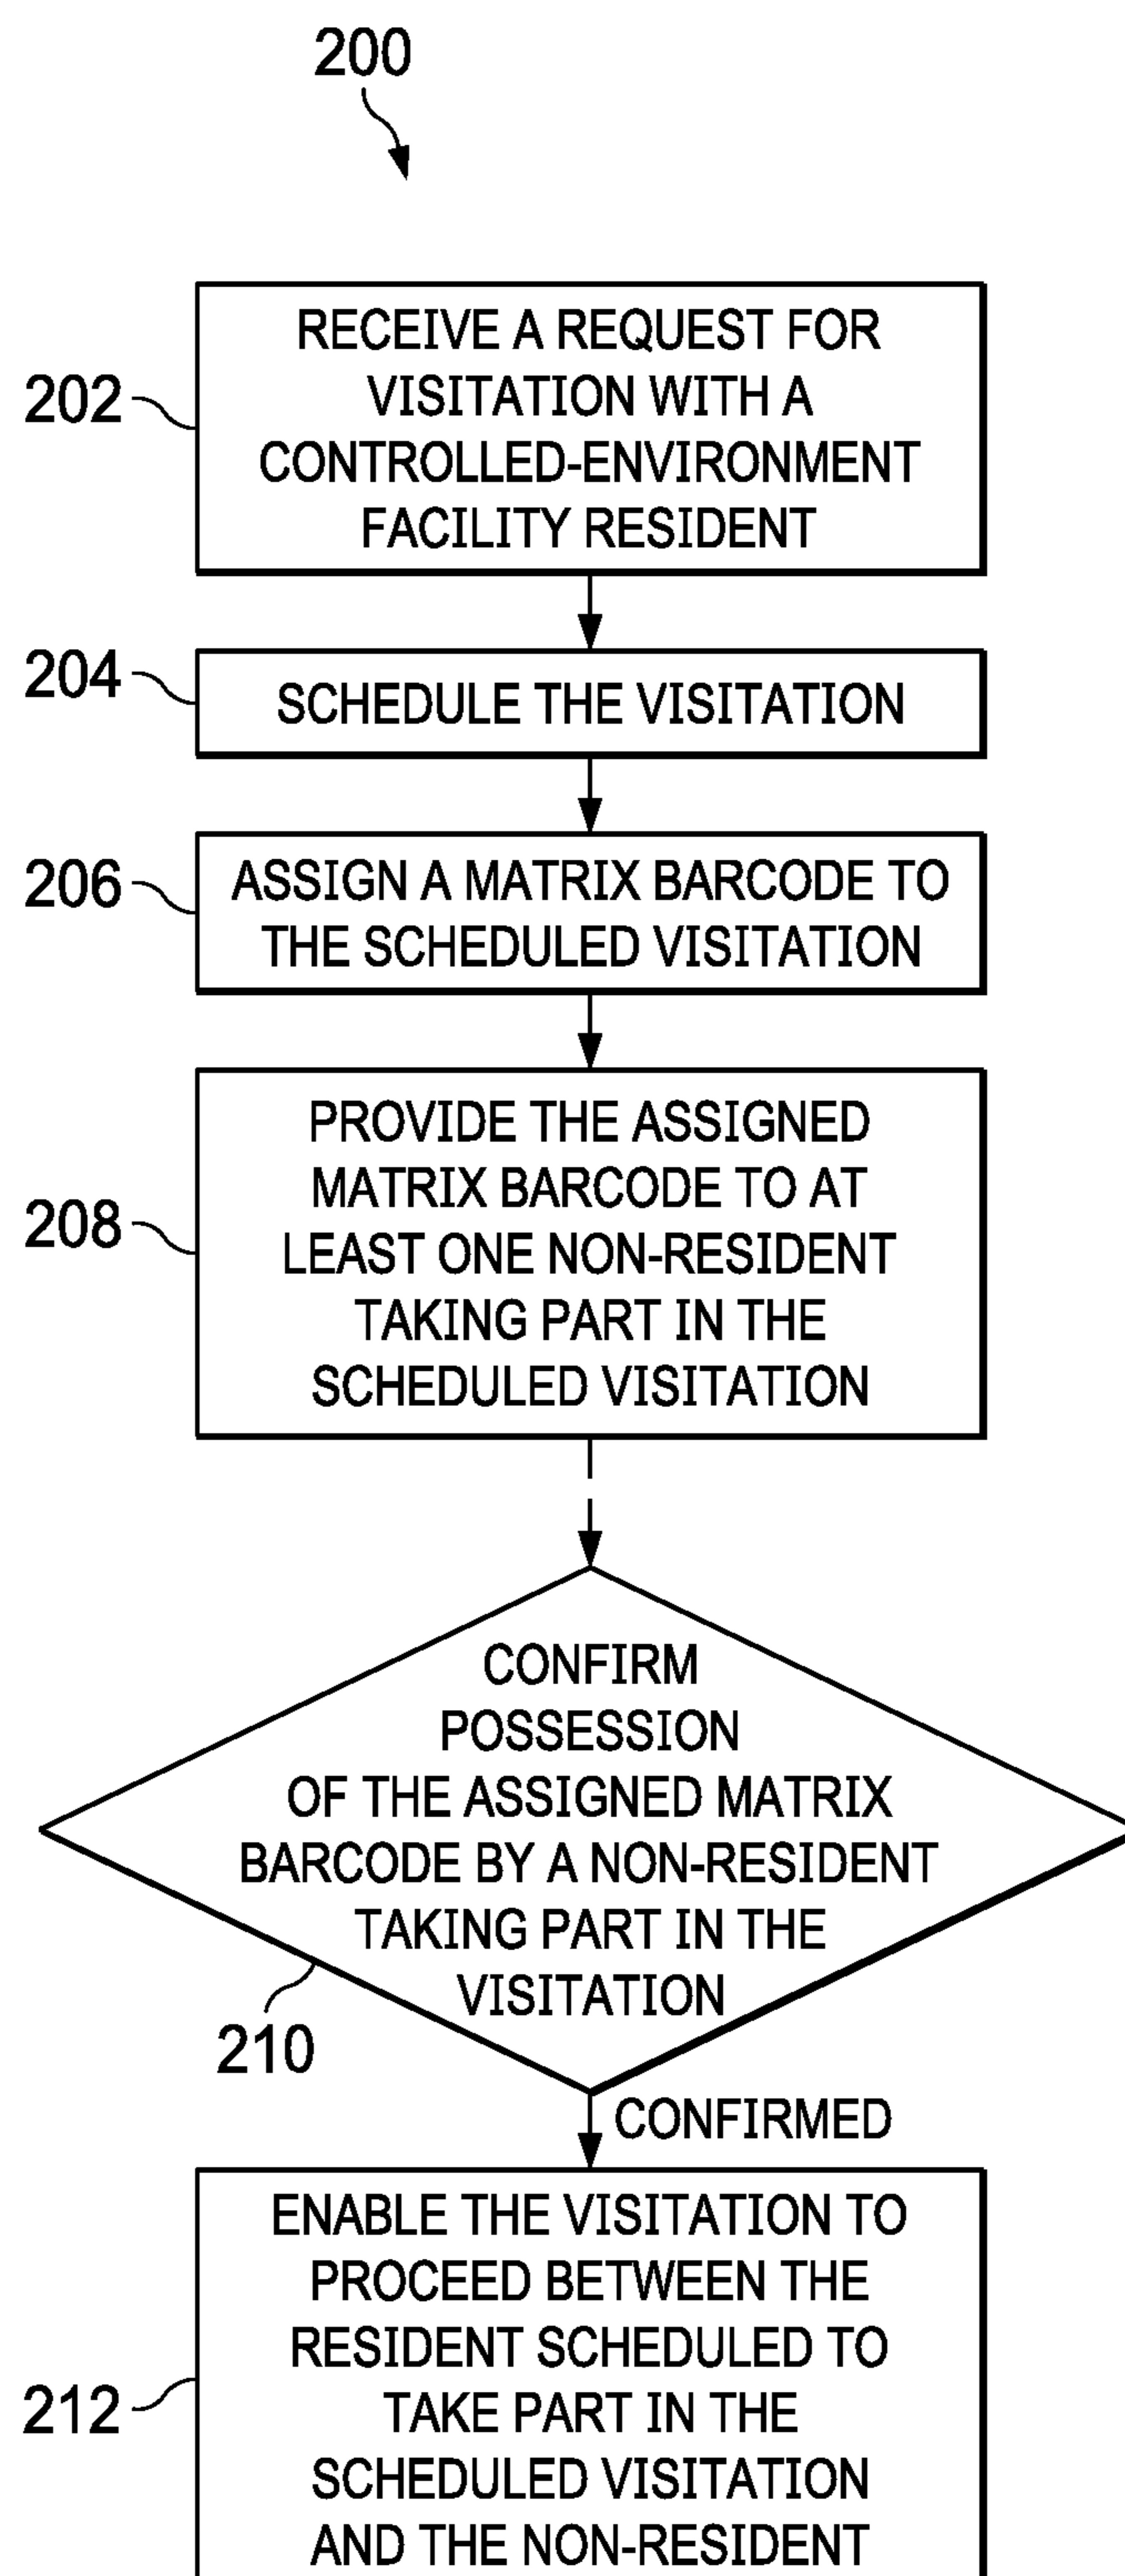 200
202
RECEIVE A REQUEST FOR
VISITATION WITH A
CONTROLLED-ENVIRONMENT
FACILITY RESIDENT
204
SCHEDULE THE VISITATION
206
ASSIGN A MATRIX BARCODE TO
THE SCHEDULED VISITATION
208
PROVIDE THE ASSIGNED
MATRIX BARCODE TO AT
LEAST ONE NON-RESIDENT
TAKING PART IN THE
SCHEDULED VISITATION
CONFIRM
POSSESSION
OF THE ASSIGNED MATRIX
BARCODE BY A NON-RESIDENT
TAKING PART IN THE
VISITATION
210
CONFIRMED
212
ENABLE THE VISITATION TO
PROCEED BETWEEN THE
RESIDENT SCHEDULED TO
TAKE PART IN THE
SCHEDULED VISITATION
AND THE NON-RESIDENT